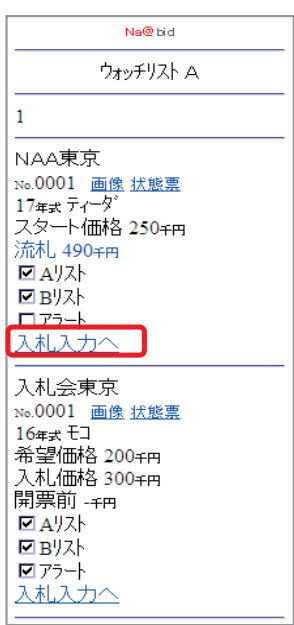 Na@bid
ウォッチリスト A
1
NAA東京
No.0001 画像 状態票
17年式 ティーダ
スタート価格 250千円
流札 490千円
Aリスト
Bリスト
アラート
入札入力へ
入札会東京
No.0001 画像 状態票
16年式 モコ
希望価格 200千円
入札価格 300千円
開票前 -千円
Aリスト
Bリスト
アラート
入札入力へ